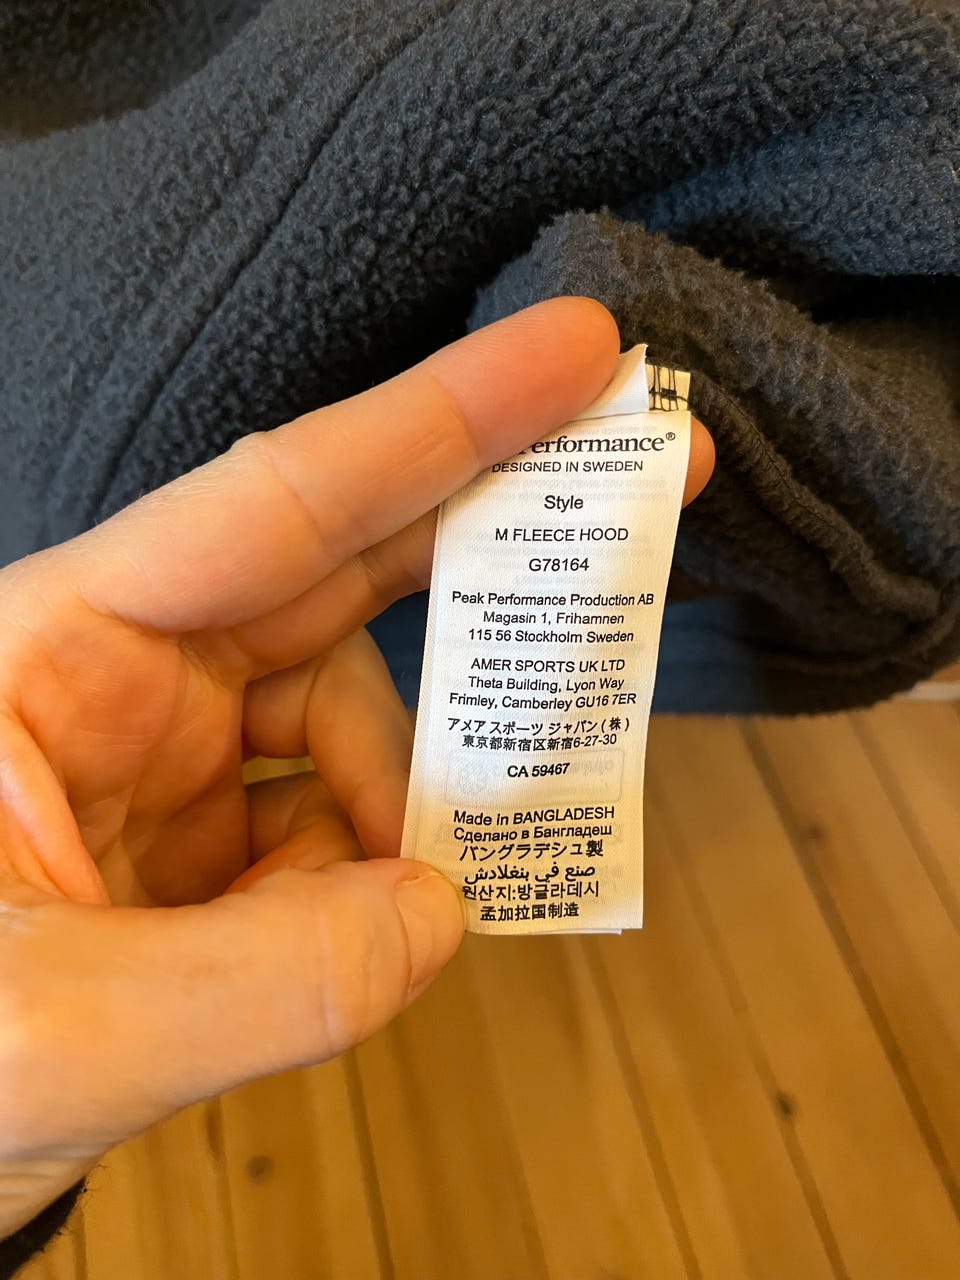 Performance®
DESIGNED IN SWEDEN
Style
M FLEECE HOOD
G78164
Peak Performance Production AB
Magasin 1, Frihamnen
115 56 Stockholm Sweden
AMER SPORTS UK LTD
Theta Building, Lyon Way
Frimley, Camberley GU16 7ER
アメア スポーツ ジャパン ( 株 )
東京都新宿区新宿6-27-30
CA 59467
Made in BANGLADESH
Сделано в Бангладеш
バングラデシュ製
صنع في بنغلادش
원산지:방글라데시
孟加拉国制造